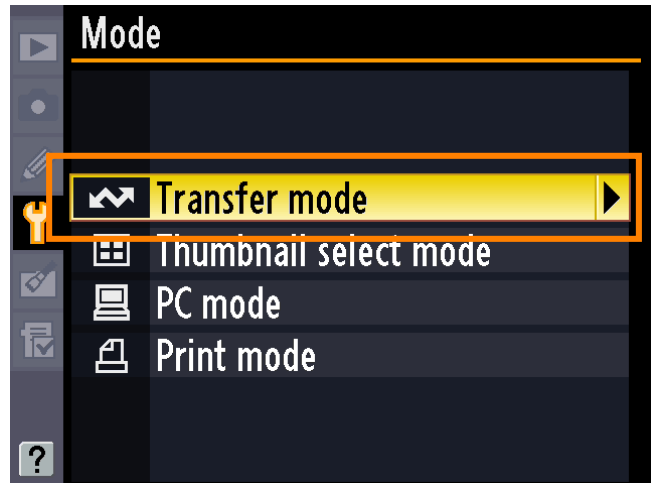 Mode
Transfer mode
Thumbnail select mode
PC mode
Print mode
?